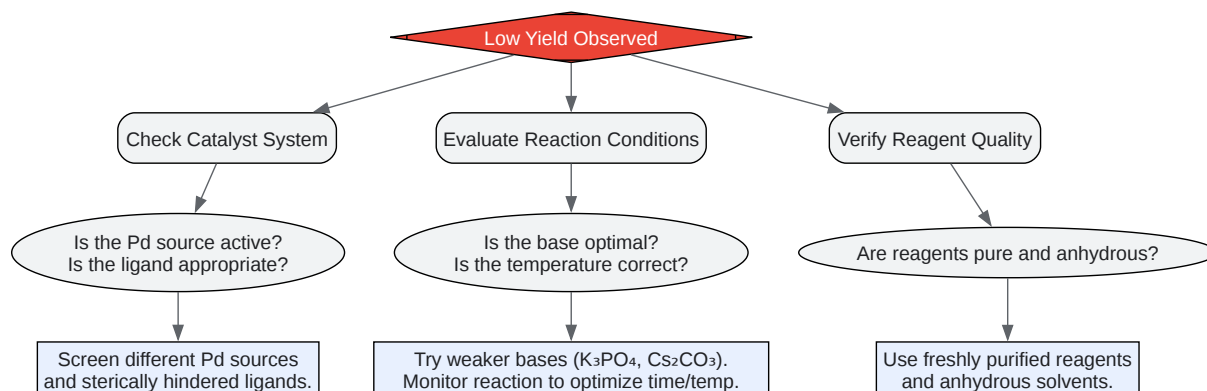 Low Yield Observed
Check Catalyst System
Evaluate Reaction Conditions
Verify Reagent Quality
Is the Pd source active?
Is the ligand appropriate?
Is the base optimal?
Is the temperature correct?
Are reagents pure and anhydrous?
Screen different Pd sources
and sterically hindered ligands.
Try weaker bases (K₃PO₄, Cs₂CO₃).
Monitor reaction to optimize time/temp.
Use freshly purified reagents
and anhydrous solvents.